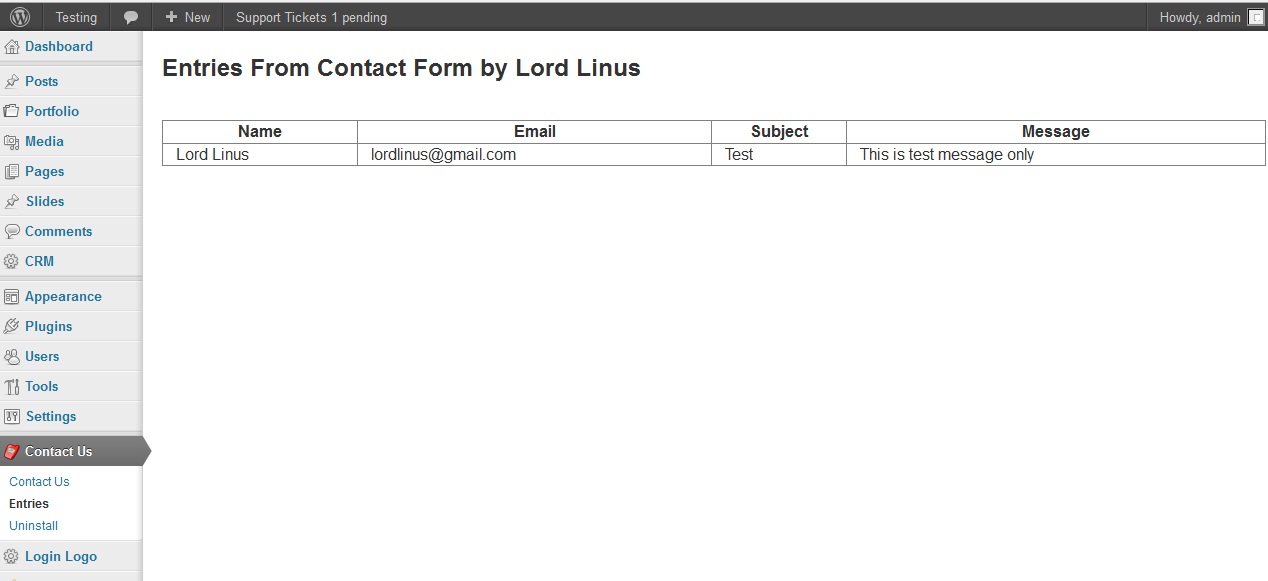 Testing New Support Tickets 1 pending Howdy, admin
Dashboard
Posts
Portfolio
Media
Pages
Slides
Comments
CRM
Appearance
Plugins
Users
Tools
Settings
Contact Us
Contact Us
Entries
Uninstall
Login Logo
Entries From Contact Form by Lord Linus
Name Email Subject Message
Lord Linus lordlinus@gmail.com Test This is test message only